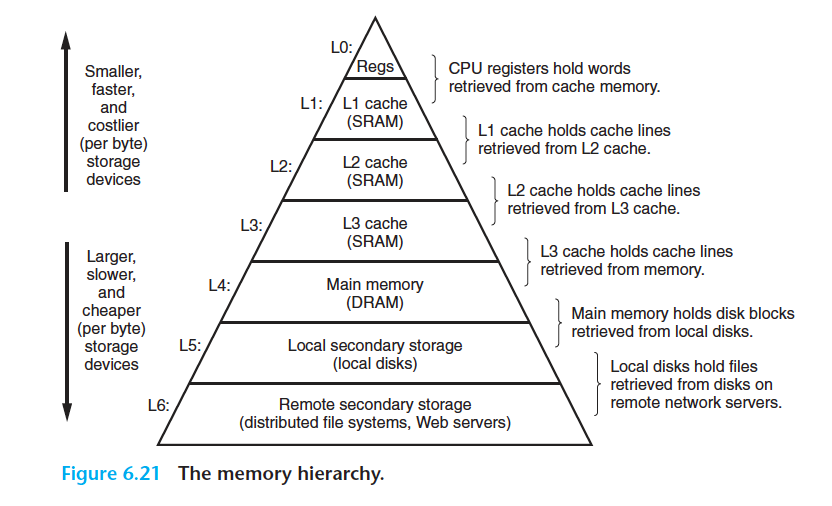 L0:
Regs
CPU registers hold words
retrieved from cache memory.
Smaller,
faster,
and
costlier
(per byte)
storage
devices
L1:
L1 cache
(SRAM)
L1 cache holds cache lines
retrieved from L2 cache.
L2:
L2 cache
(SRAM)
L2 cache holds cache lines
retrieved from L3 cache.
L3:
L3 cache
(SRAM)
L3 cache holds cache lines
retrieved from memory.
Larger,
slower,
and
cheaper
(per byte)
storage
devices
L4:
Main memory
(DRAM)
Main memory holds disk blocks
retrieved from local disks.
L5:
Local secondary storage
(local disks)
Local disks hold files
retrieved from disks on
remote network servers.
L6:
Remote secondary storage
(distributed file systems, Web servers)
Figure 6.21 The memory hierarchy.